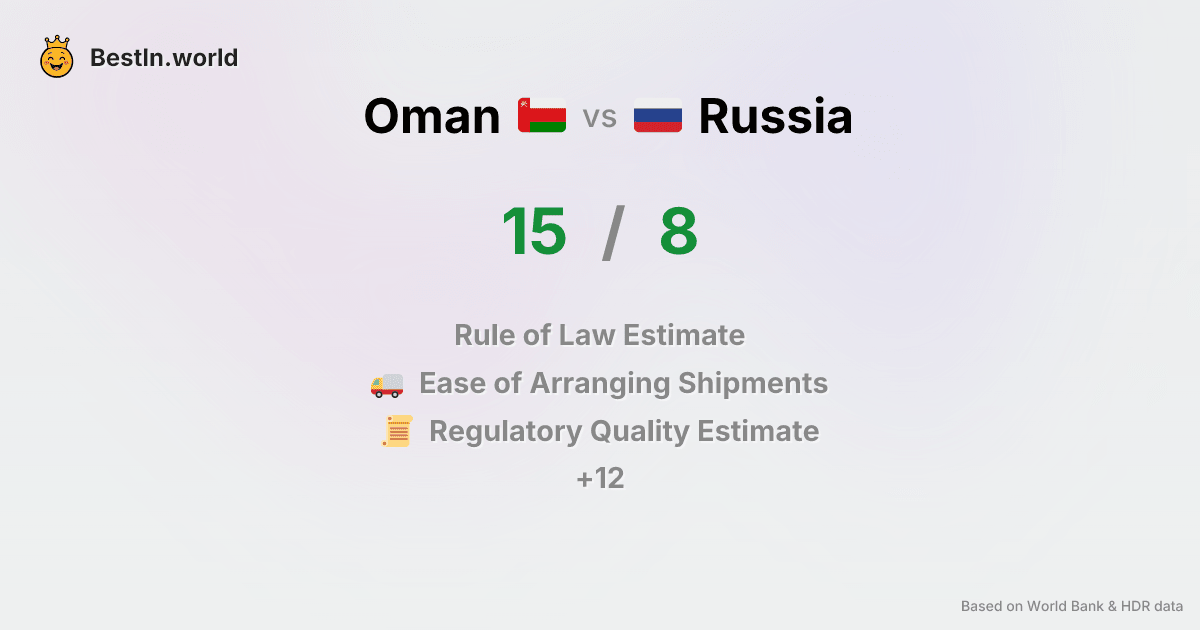 BestIn.world
Oman vs Russia
15 / 8
Rule of Law Estimate
Ease of Arranging Shipments
Regulatory Quality Estimate
+12
Based on World Bank & HDR data